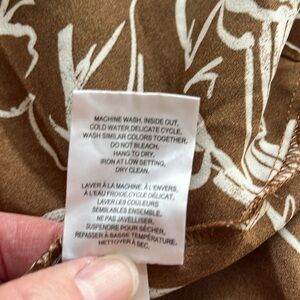 MACHINE WASH, INSIDE OUT,
COLD WATER, DELICATE CYCLE,
WASH SIMILAR COLORS TOGETHER,
DO NOT BLEACH,
HANG TO DRY,
IRON AT LOW SETTING,
DRY CLEAN.
LAVER À LA MACHINE, À L'ENVERS,
À L'EAU FROIDE, CYCLE DÉLICAT,
LAVER LES COULEURS
SEMBLABLES ENSEMBLE,
NE PAS JAVELLISER,
SUSPENDRE POUR SÉCHER,
REPASSER À BASSE TEMPÉRATURE,
NETTOYER À SEC.